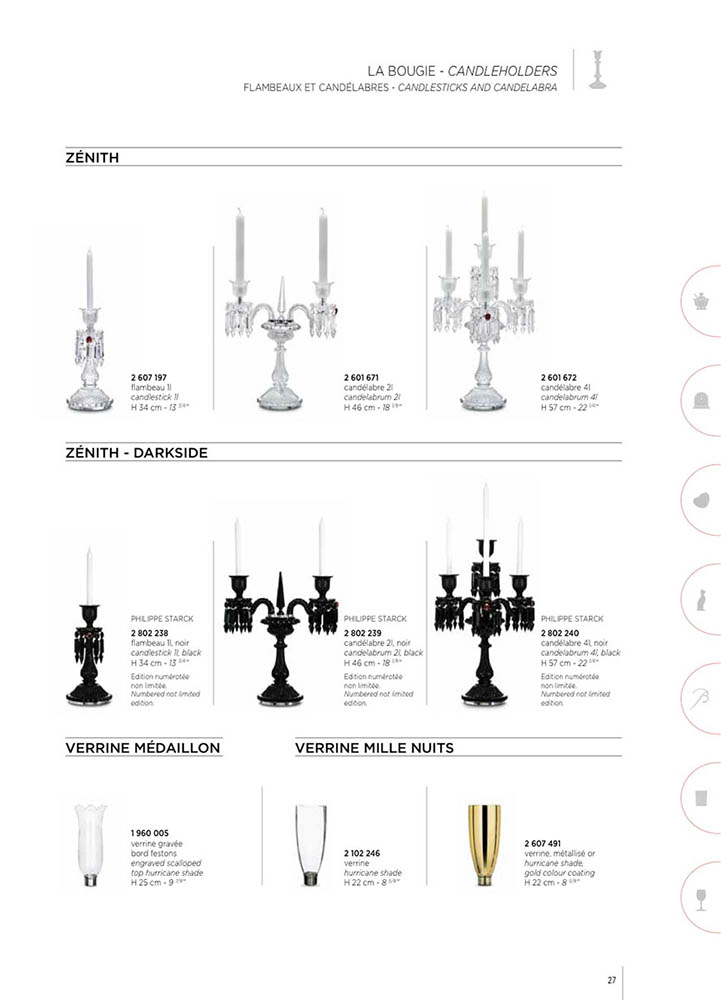 LA BOUGIE - CANDLEHOLDERS
FLAMBEAUX ET CANDÉLABRES - CANDLESTICKS AND CANDELABRA
ZÉNITH
2 607 197
flambeau 1l
candlestick 1l
H 34 cm - 13 3/4"
2 601 671
candélabre 2l
candelabrum 2l
H 46 cm - 18 1/8"
2 601 672
candélabre 4l
candelabrum 4l
H 57 cm - 22 1/4"
ZÉNITH - DARKSIDE
PHILIPPE STARCK
2 802 238
flambeau 1l, noir
candlestick 1l, black
H 34 cm - 13 3/4"
Edition numérotée
non limitée.
Numbered not limited
edition.
PHILIPPE STARCK
2 802 239
candélabre 2l, noir
candelabrum 2l, black
H 46 cm - 18 1/8"
Edition numérotée
non limitée.
Numbered not limited
edition.
PHILIPPE STARCK
2 802 240
candélabre 4l, noir
candelabrum 4l, black
H 57 cm - 22 1/4"
Edition numérotée
non limitée.
Numbered not limited
edition.
VERRINE MÉDAILLON
1 960 005
verrine gravée
bord festons
engraved scalloped
top hurricane shade
H 25 cm - 9 7/8"
VERRINE MILLE NUITS
2 102 246
verrine
hurricane shade
H 22 cm - 8 5/8"
2 607 491
verrine, métallisé or
hurricane shade,
gold colour coating
H 22 cm - 8 5/8"
B
27